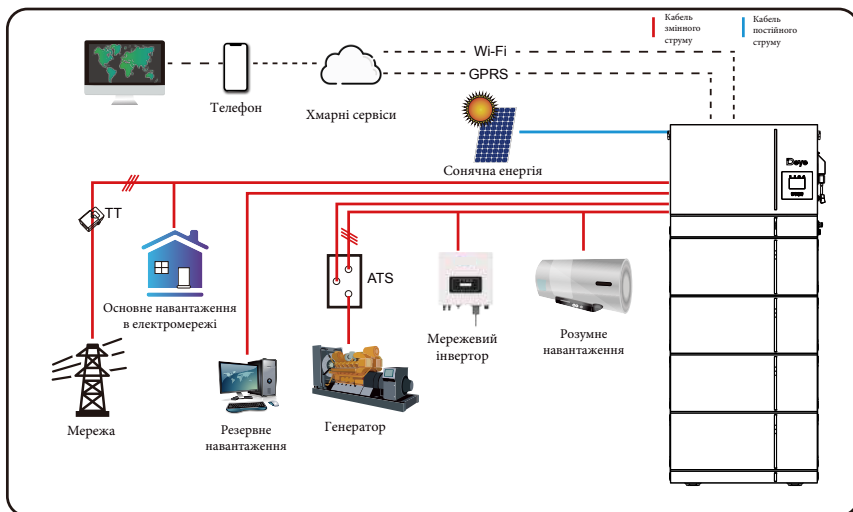 Кабель
змінного
струму
Кабель
постійного
струму
Wi-Fi
GPRS
Телефон
Хмарні сервіси
Сонячна енергія
Deye
TT
ATS
Основне навантаження
в електромережі
Мережевий
інвертор
Розумне
навантаження
Мережа
Резервне
навантаження
Генератор